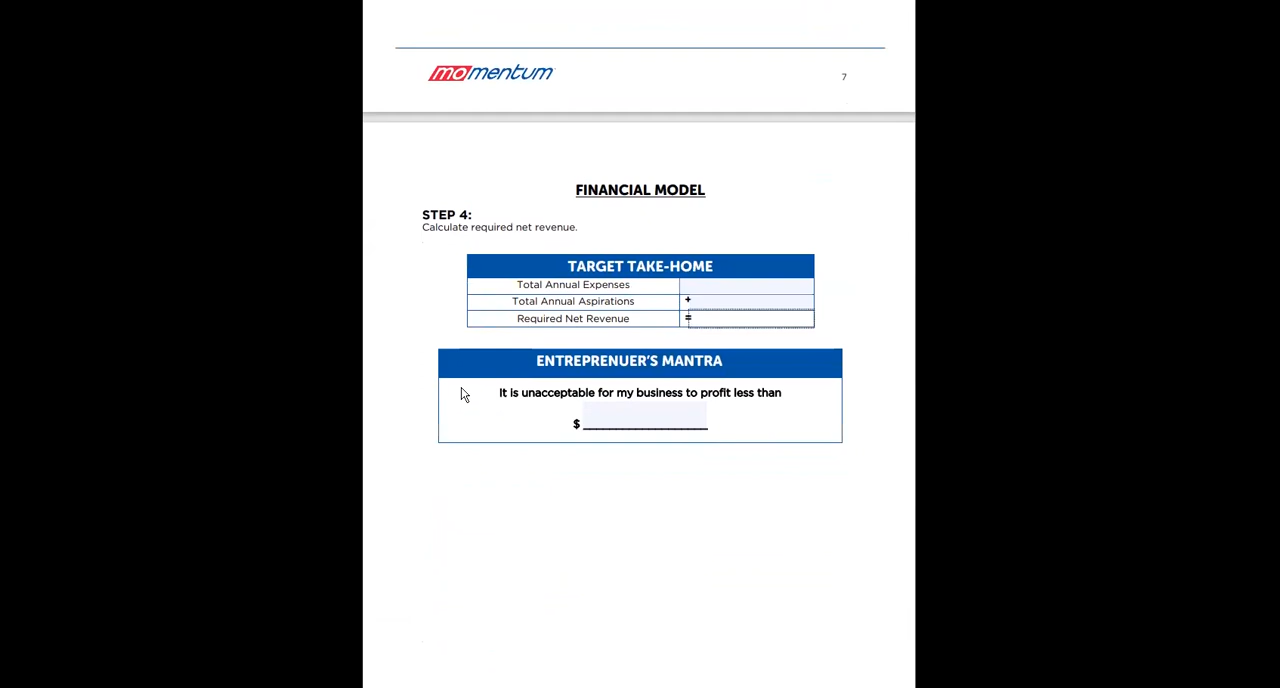 momentum
7
FINANCIAL MODEL
STEP 4:
Calculate required net revenue.
TARGET TAKE-HOME
Total Annual Expenses
Total Annual Aspirations +
Required Net Revenue =
ENTREPRENUER'S MANTRA
It is unacceptable for my business to profit less than
$ ____________________